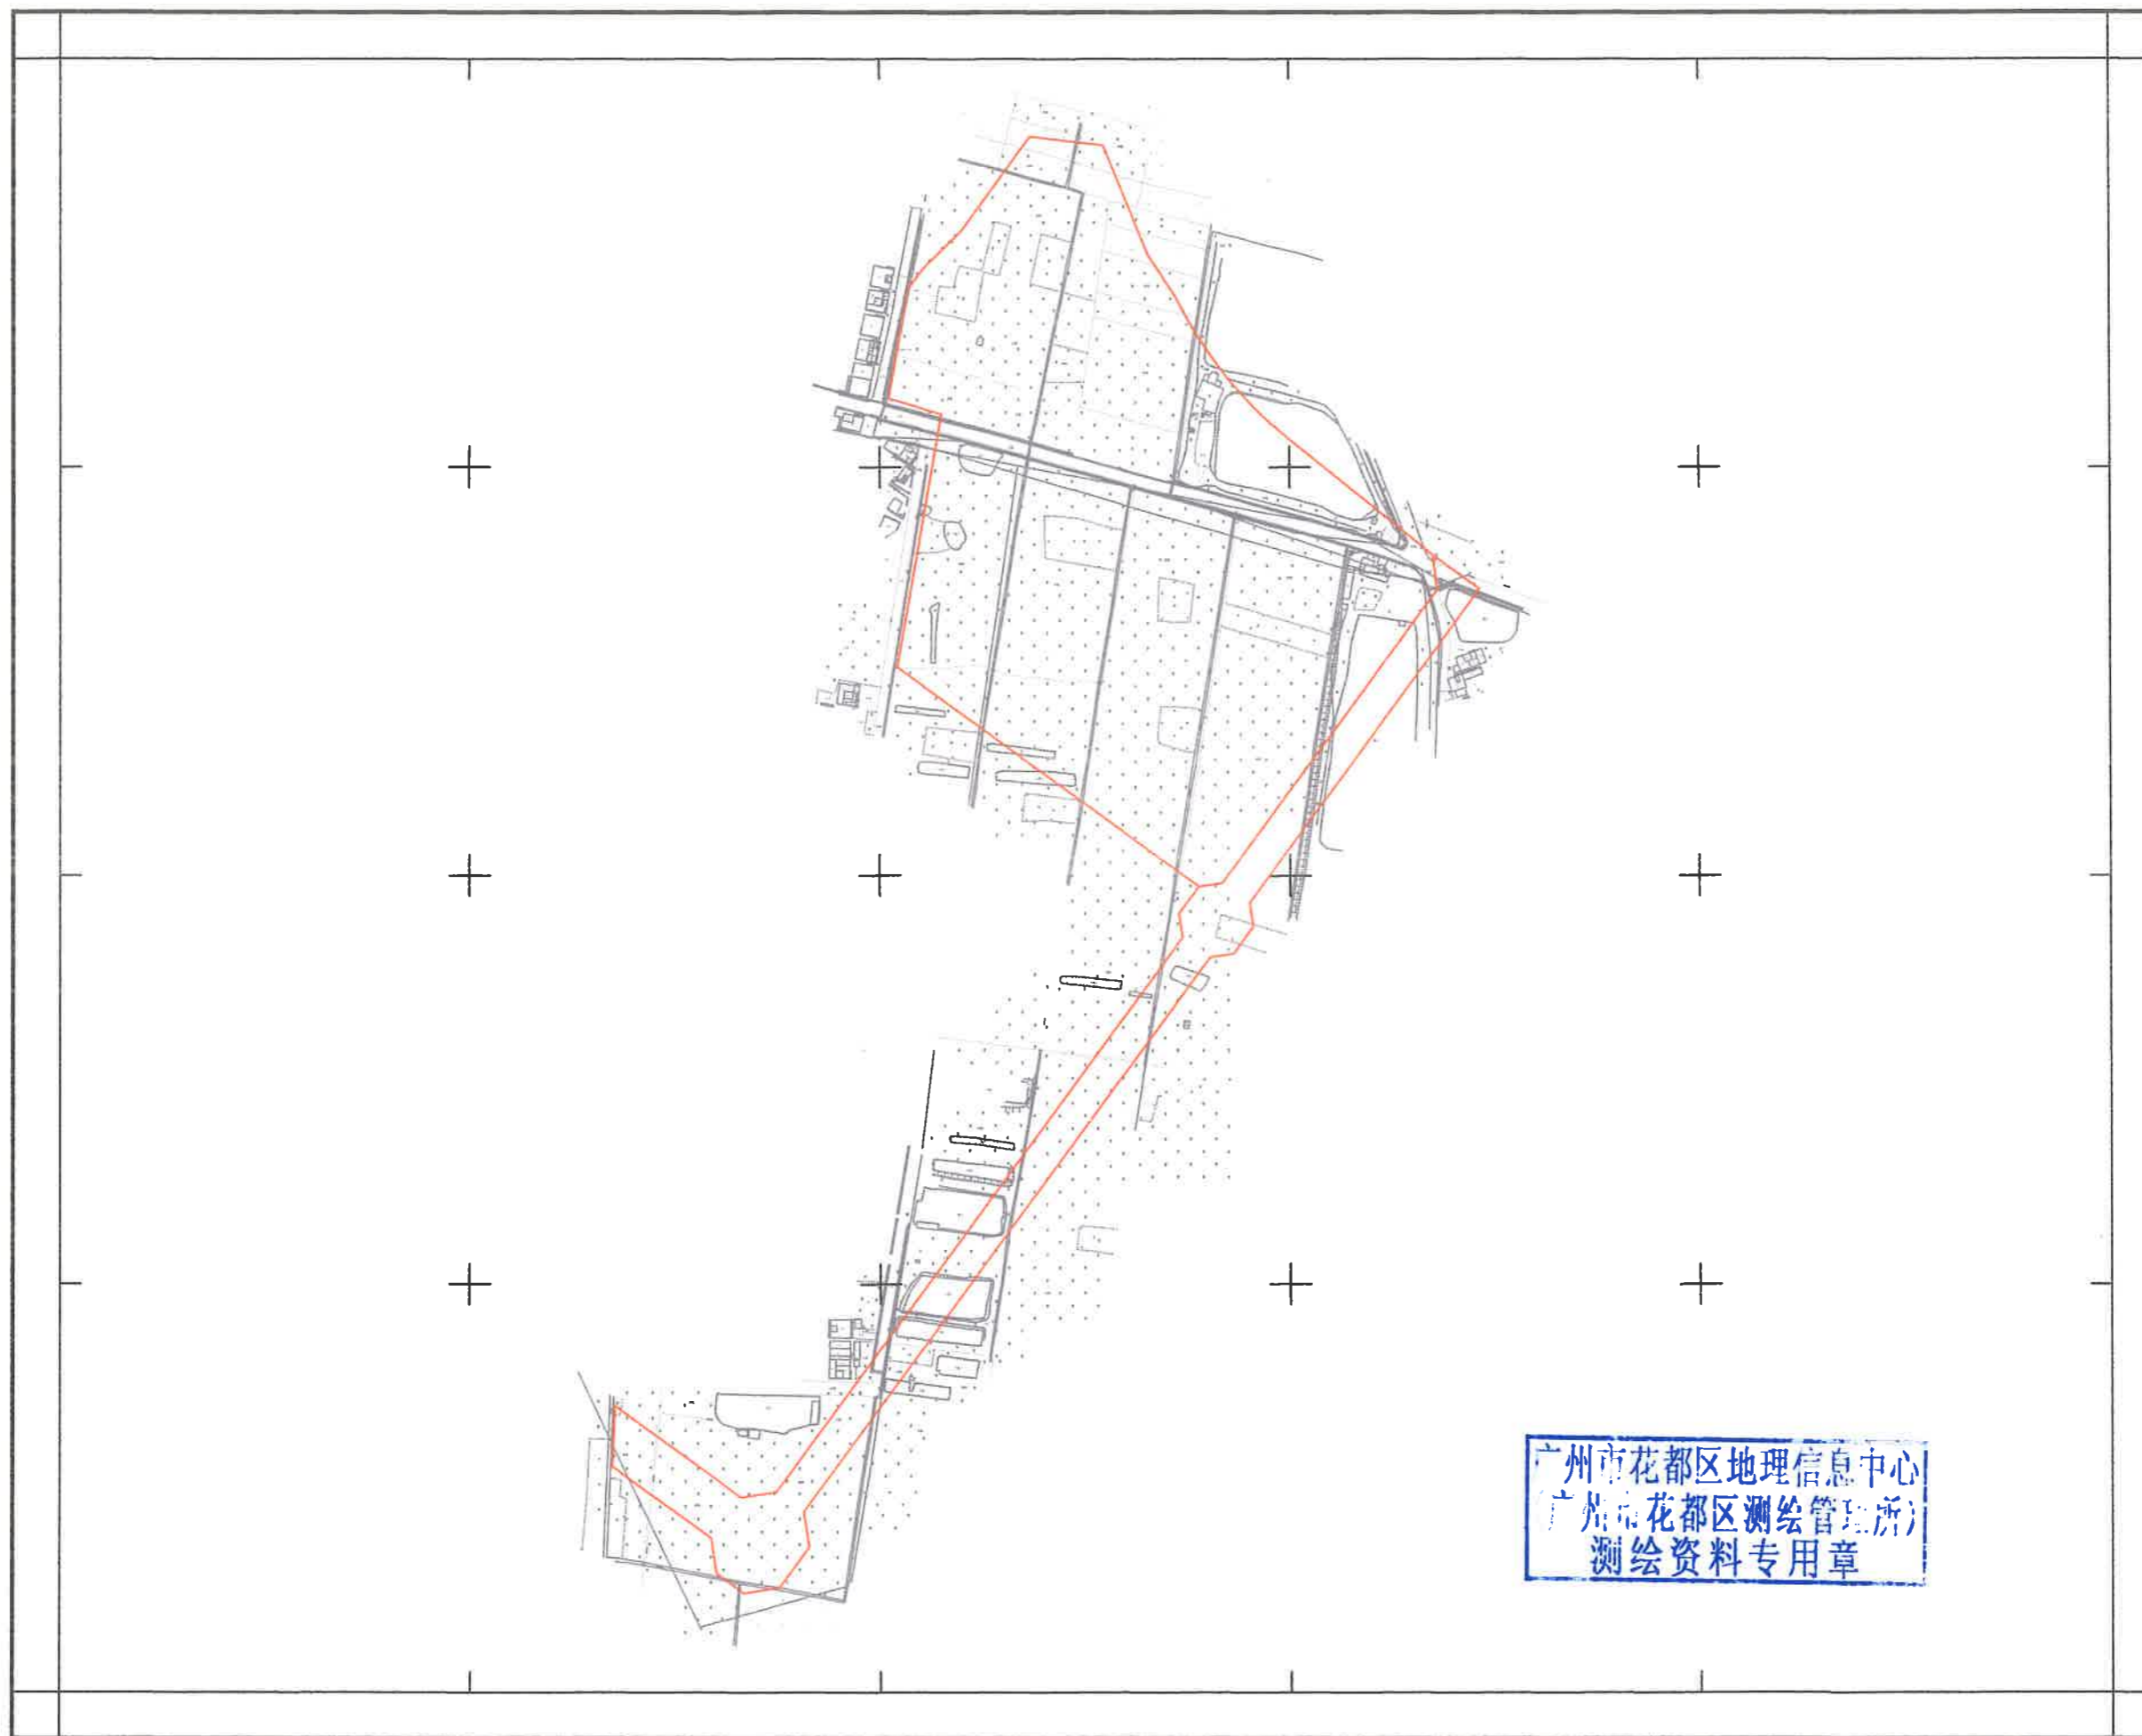 广州市花都区地理信息中心
(广州市花都区测绘管理所)
测绘资料专用章